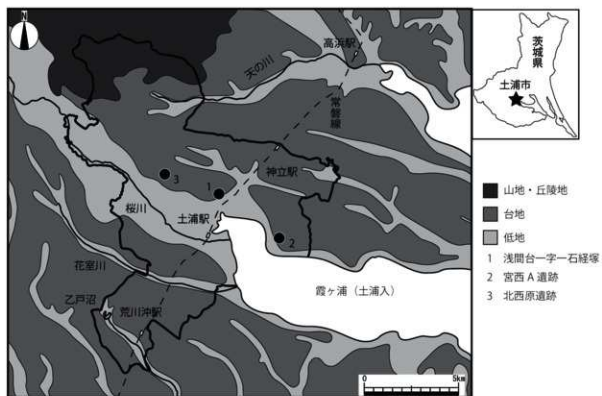 N
高浜駅
天の川
常磐線
神立駅
3
1
桜川
土浦駅
2
花室川
乙戸沼
荒川沖駅
霞ヶ浦（土浦入）
0 5km
茨城県
土浦市
山地・丘陵地
台地
低地
1 浅間台一字一石経塚
2 宮西 A 遺跡
3 北西原遺跡